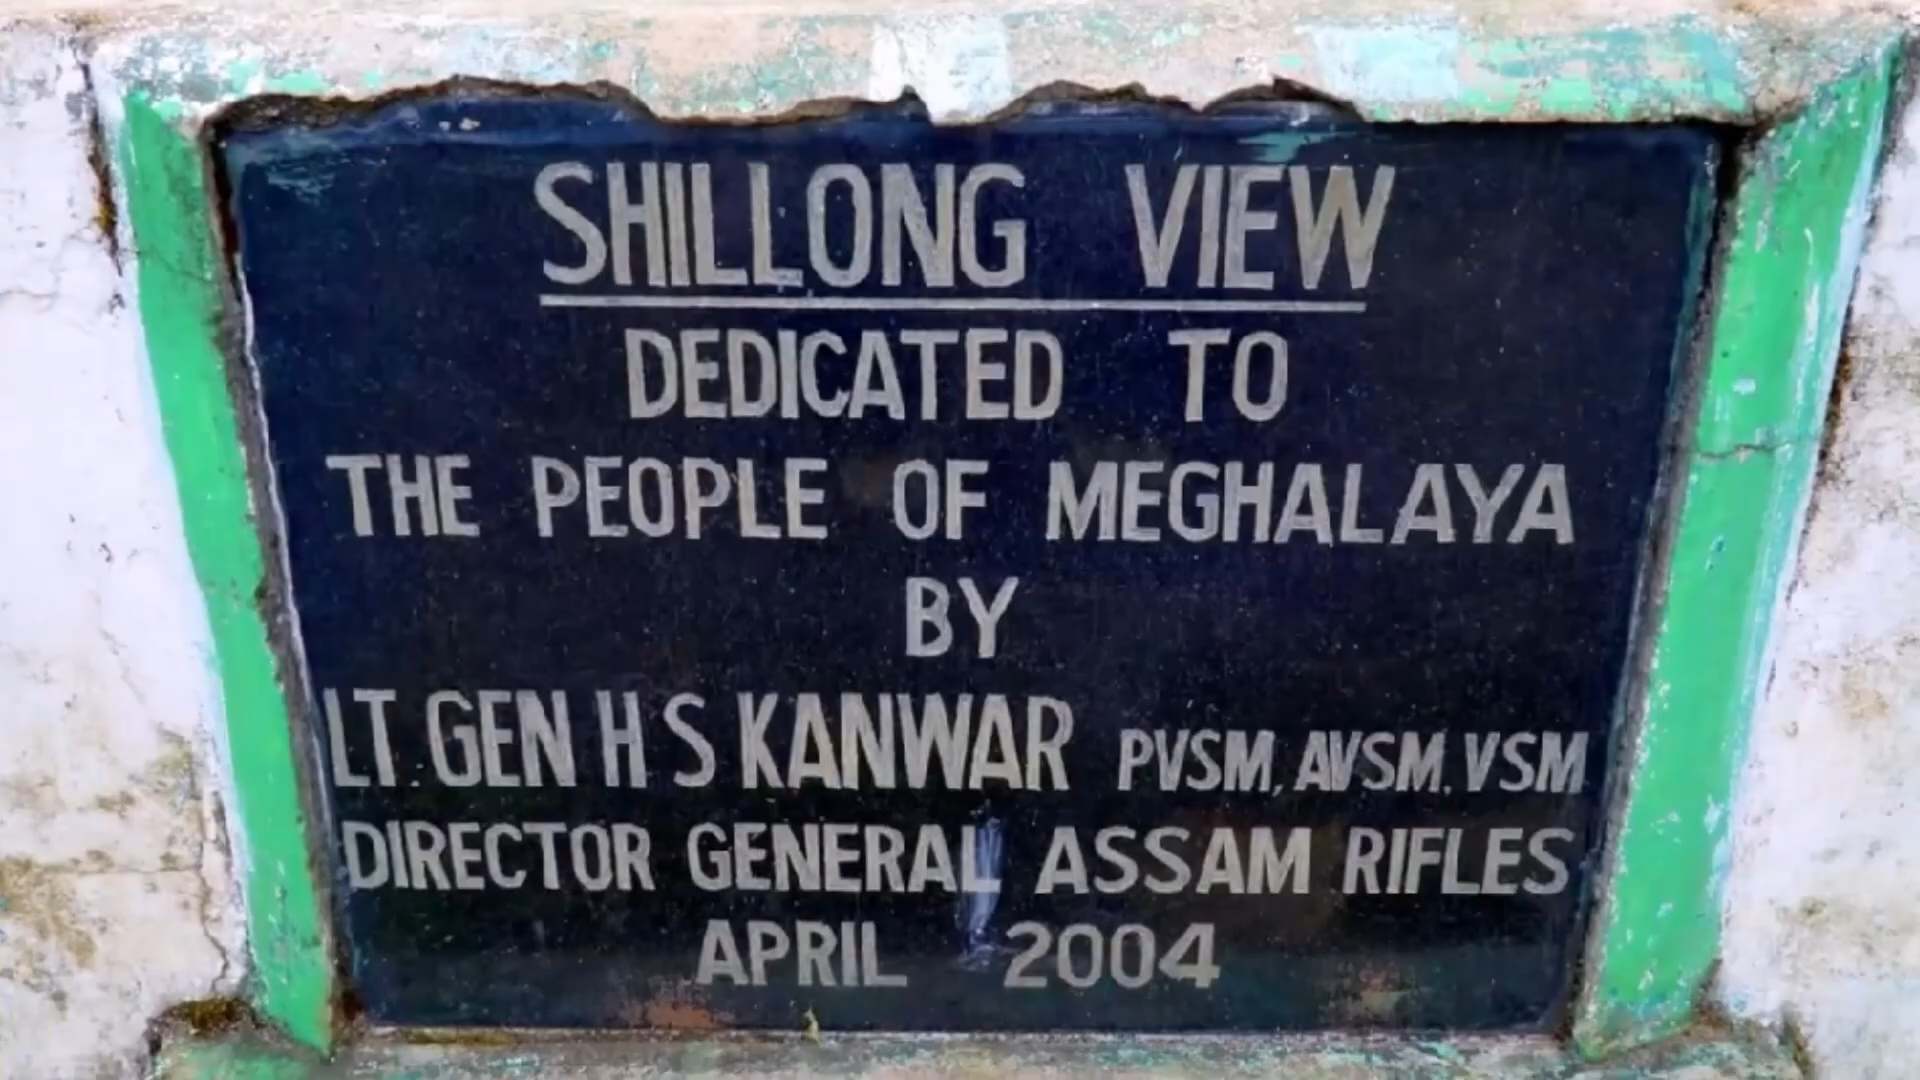 SHILLONG VIEW
DEDICATED TO
THE PEOPLE OF MEGHALAYA
BY
LT. GEN H S KANWAR PVSM, AVSM, VSM
DIRECTOR GENERAL ASSAM RIFLES
APRIL 2004